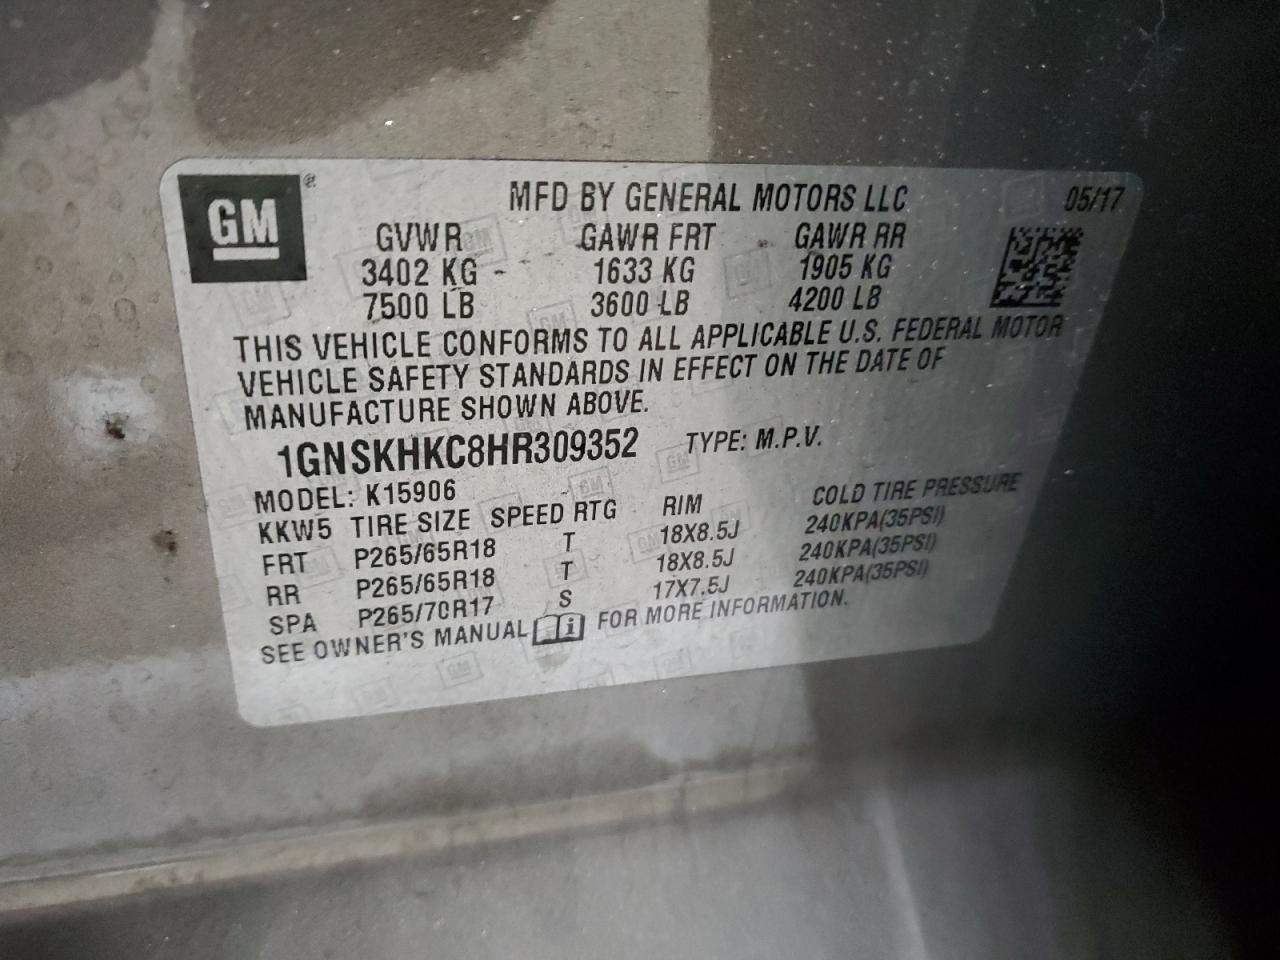 GM ®
MFD BY GENERAL MOTORS LLC 05/17
GVWR GAWR FRT GAWR RR
3402 KG 1633 KG 1905 KG
7500 LB 3600 LB 4200 LB
THIS VEHICLE CONFORMS TO ALL APPLICABLE U.S. FEDERAL MOTOR
VEHICLE SAFETY STANDARDS IN EFFECT ON THE DATE OF
MANUFACTURE SHOWN ABOVE.
1GNSKHKC8HR309352 TYPE: M.P.V.
MODEL: K15906
KKW5 TIRE SIZE SPEED RTG RIM COLD TIRE PRESSURE
FRT P265/65R18 T 18X8.5J 240KPA(35PSI)
RR P265/65R18 T 18X8.5J 240KPA(35PSI)
SPA P265/70R17 S 17X7.5J 240KPA(35PSI)
SEE OWNER'S MANUAL i FOR MORE INFORMATION.